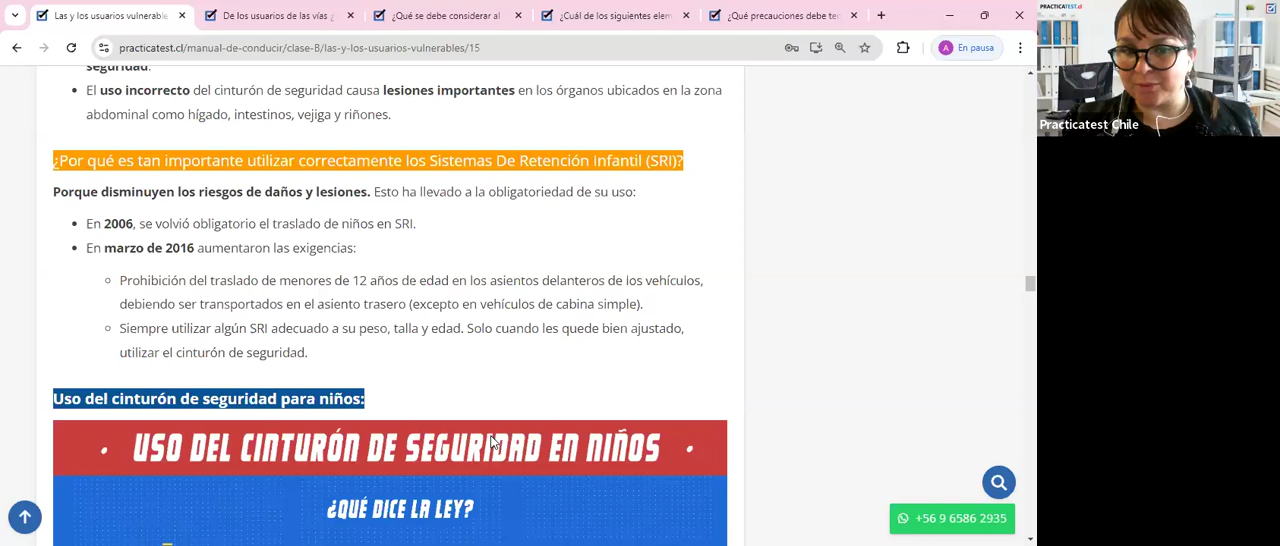 Las y los usuarios vulnerable
De los usuarios de las vías ¿
¿Qué se debe considerar al
¿Cuál de los siguientes elem
¿Qué precauciones debe te
practicatest.cl/manual-de-conducir/clase-B/las-y-los-usuarios-vulnerables/15
A
En pausa
PRACTICATEST.cl
Practicatest Chile
seguridad.
El uso incorrecto del cinturón de seguridad causa lesiones importantes en los órganos ubicados en la zona
abdominal como hígado, intestinos, vejiga y riñones.
¿Por qué es tan importante utilizar correctamente los Sistemas De Retención Infantil (SRI)?
Porque disminuyen los riesgos de daños y lesiones. Esto ha llevado a la obligatoriedad de su uso:
En 2006, se volvió obligatorio el traslado de niños en SRI.
En marzo de 2016 aumentaron las exigencias:
Prohibición del traslado de menores de 12 años de edad en los asientos delanteros de los vehículos,
debiendo ser transportados en el asiento trasero (excepto en vehículos de cabina simple).
Siempre utilizar algún SRI adecuado a su peso, talla y edad. Solo cuando les quede bien ajustado,
utilizar el cinturón de seguridad.
Uso del cinturón de seguridad para niños:
• USO DEL CINTURÓN DE SEGURIDAD EN NIÑOS •
¿QUÉ DICE LA LEY?
+56 9 6586 2935